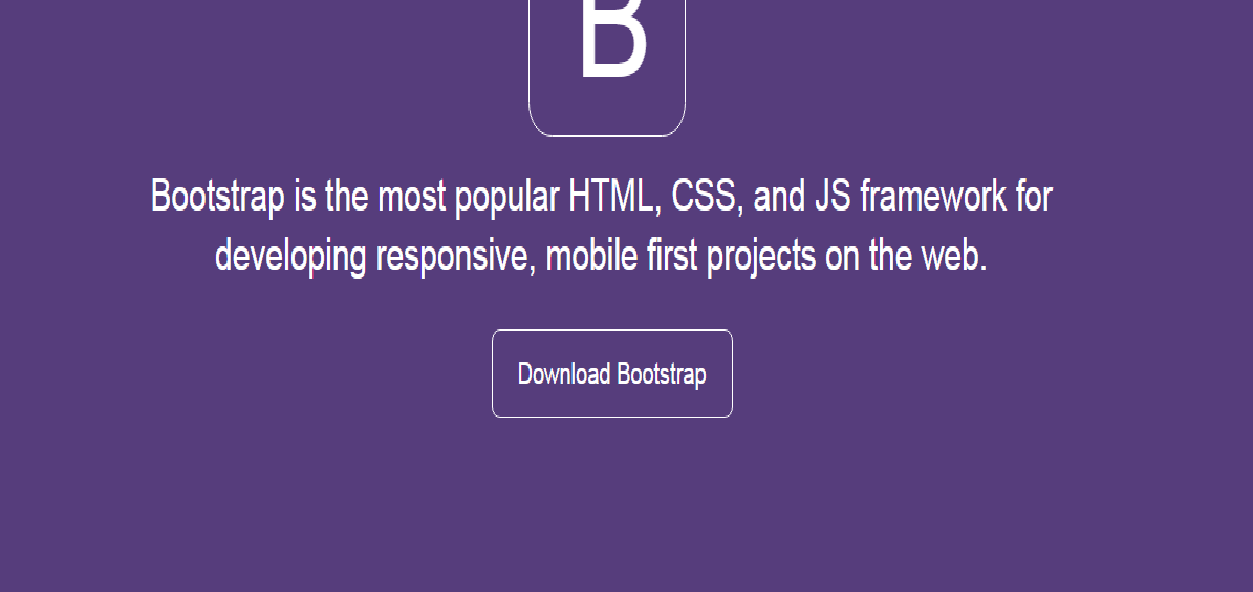 B
Bootstrap is the most popular HTML, CSS, and JS framework for
developing responsive, mobile first projects on the web.
Download Bootstrap